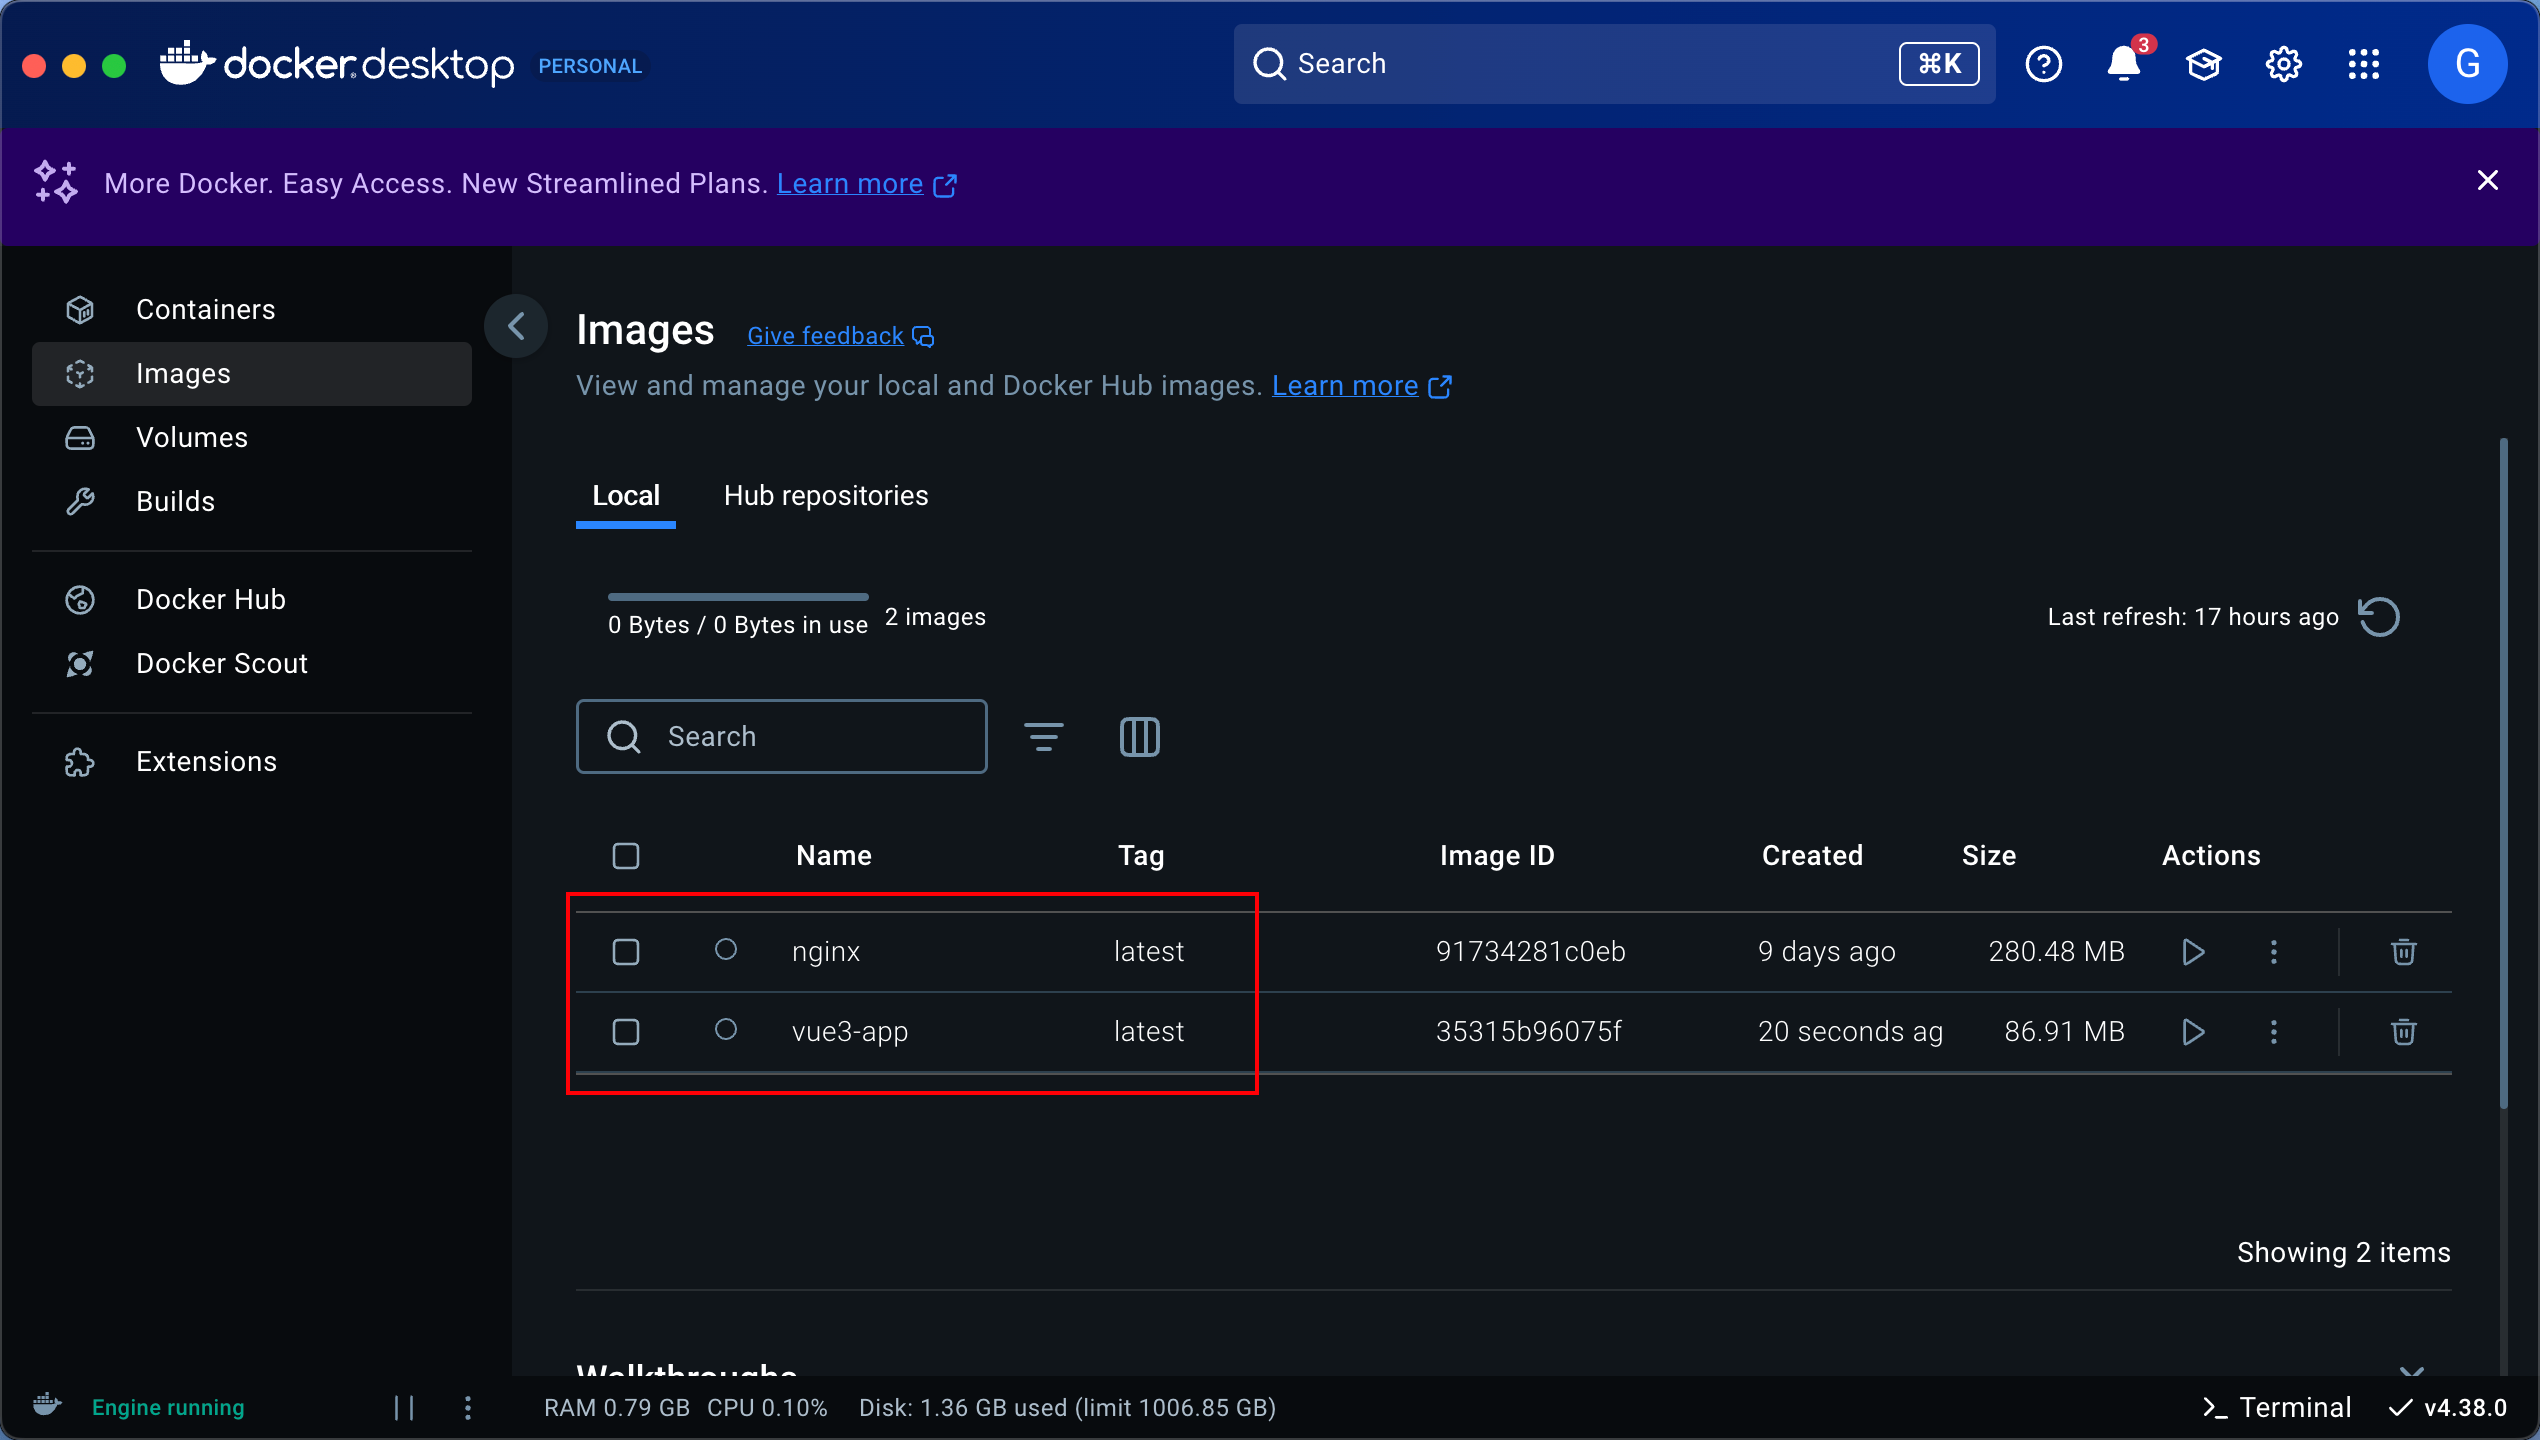 docker desktop PERSONAL
Search ⌘K
3
G
More Docker. Easy Access. New Streamlined Plans. Learn more
Containers
Images
Volumes
Builds
Docker Hub
Docker Scout
Extensions
Images Give feedback
View and manage your local and Docker Hub images. Learn more
Local Hub repositories
0 Bytes / 0 Bytes in use 2 images
Last refresh: 17 hours ago
Search
Name Tag Image ID Created Size Actions
nginx latest 91734281c0eb 9 days ago 280.48 MB
vue3-app latest 35315b96075f 20 seconds ag 86.91 MB
Showing 2 items
Walkthroughs
Engine running RAM 0.79 GB CPU 0.10% Disk: 1.36 GB used (limit 1006.85 GB) Terminal v4.38.0